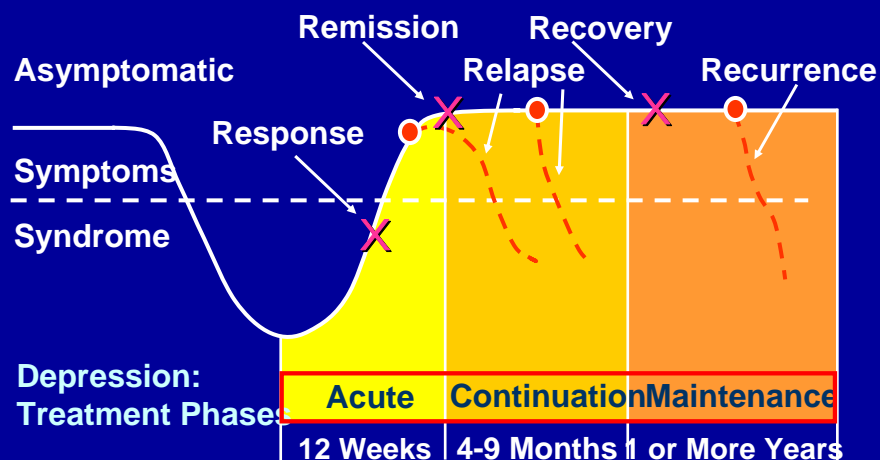 Remission
Recovery
Asymptomatic
Relapse
Recurrence
Response
Symptoms
Syndrome
Depression:
Treatment Phases
Acute
Continuation
Maintenance
12 Weeks
4-9 Months
1 or More Years